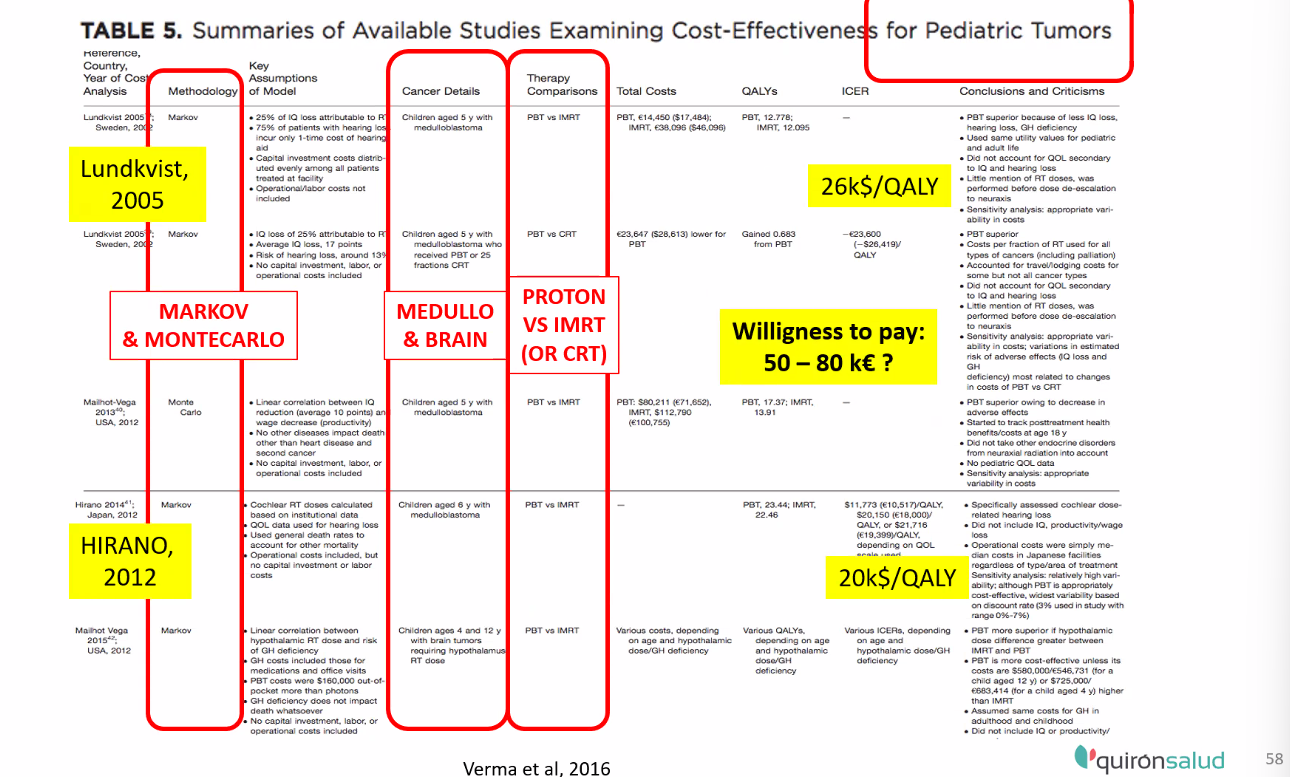 TABLE 5. Summaries of Available Studies Examining Cost-Effectiveness for Pediatric Tumors
Reference,
Country,
Year of Cost
Analysis
Methodology
Key
Assumptions
of Model
Cancer Details
Therapy
Comparisons
Total Costs
QALYs
ICER
Conclusions and Criticisms
Lundkvist 2005
Sweden, 2002
Markov
• 25% of IQ loss attributable to RT
• 75% of patients with hearing loss
incur only 1-time cost of hearing
aid
• Capital investment costs distrib-
uted evenly among all patients
treated at facility
• Operational/labor costs not
included
Children aged 5 y with
medulloblastoma
PBT vs IMRT
PBT, €14,450 ($17,484);
IMRT, €38,096 ($46,096)
PBT, 12.778;
IMRT, 12.095
—
• PBT superior because of less IQ loss,
hearing loss, GH deficiency
• Used same utility values for pediatric
and adult life
• Did not account for QOL secondary
to IQ and hearing loss
• Little mention of RT doses, was
performed before dose de-escalation
to neuraxis
• Sensitivity analysis: appropriate vari-
ability in costs
Lundkvist,
2005
26k$/QALY
Lundkvist 2005
Sweden, 2002
Markov
• IQ loss of 25% attributable to RT
• Average IQ loss, 17 points
• Risk of hearing loss, around 13%
• No capital investment, labor, or
operational costs included
Children aged 5 y with
medulloblastoma who
received PBT or 25
fractions CRT
PBT vs CRT
€23,647 ($28,613) lower for
PBT
Gained 0.683
from PBT
−€23,600
(−$26,419)/
QALY
• PBT superior
• Costs per fraction of RT used for all
types of cancers (including palliation)
• Accounted for travel/lodging costs for
some but not all cancer types
• Did not account for QOL secondary
to IQ and hearing loss
• Little mention of RT doses, was
performed before dose de-escalation
to neuraxis
• Sensitivity analysis: appropriate vari-
ability in costs; variations in estimated
risk of adverse effects (IQ loss and
GH
deficiency) most related to changes
in costs of PBT vs CRT
MARKOV
& MONTECARLO
MEDULLO
& BRAIN
PROTON
VS IMRT
(OR CRT)
Willigness to pay:
50 – 80 k€ ?
Mailhot-Vega
2013⁴⁰;
USA, 2012
Monte
Carlo
• Linear correlation between IQ
reduction (average 10 points) and
wage decrease (productivity)
• No other diseases impact death
other than heart disease and
second cancer
• No capital investment, labor, or
operational costs included
Children aged 5 y with
medulloblastoma
PBT vs IMRT
PBT: $80,211 (€71,652),
IMRT, $112,790
(€100,755)
QALY, 17.37; IMRT,
13.91
—
• PBT superior owing to decrease in
adverse effects
• Started to track posttreatment health
benefits/costs at age 18 y
• Did not take other endocrine disorders
from neuraxial radiation into account
• No pediatric QOL data
• Sensitivity analysis: appropriate
variability in costs
Hirano 2014⁴¹;
Japan, 2012
Markov
• Cochlear RT doses calculated
based on institutional data
• QOL data used for hearing loss
• Used general death rates to
account for other mortality
• Operational costs included, but
no capital investment or labor
costs
Children aged 6 y with
medulloblastoma
PBT vs IMRT
—
PBT, 23.44; IMRT,
22.46
$11,773 (€10,517)/QALY,
$20,150 (€18,000)/
QALY, or $21,716
(€19,399)/QALY,
depending on QOL
scale used
• Specifically assessed cochlear dose-
related hearing loss
• Did not include IQ, productivity/wage
loss
• Operational costs were simply me-
dian costs in Japanese facilities
regardless of type/area of treatment
Sensitivity analysis: relatively high vari-
ability; although PBT is appropriately
cost-effective, widest variability based
on discount rate (3% used in study with
range 0%-7%)
HIRANO,
2012
20k$/QALY
Mailhot Vega
2015⁴²;
USA, 2012
Markov
• Linear correlation between
hypothalmic RT dose and risk
of GH deficiency
• GH costs included those for
medications and office visits
• PBT costs were $160,000 out-of-
pocket more than photons
• GH deficiency does not impact
death whatsoever
• No capital investment, labor, or
operational costs included
Children ages 4 and 12 y
with brain tumors
requiring hypothalamus
RT dose
PBT vs IMRT
Various costs, depending
on age and hypothalamic
dose/GH deficiency
Various QALYs,
depending on age
and hypothalamic
dose/GH
deficiency
Various ICERs, depending
on age and
hypothalamic dose/GH
deficiency
• PBT more superior if hypothalamic
dose difference greater between
IMRT and PBT
• PBT is more cost-effective unless its
costs are $580,000/€546,731 (for a
child aged 12 y) or $725,000/
€683,414 (for a child aged 4 y) higher
than IMRT
• Assumed same costs for GH in
adulthood and childhood
• Did not include IQ or productivity/
Verma et al, 2016
quirónsalud
58